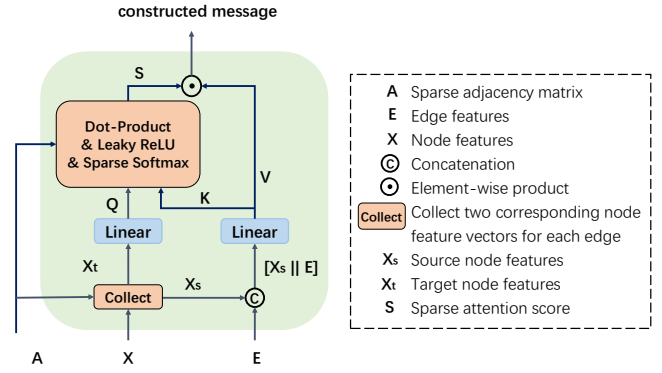 constructed message
S
Dot-Product
& Leaky ReLU
& Sparse Softmax
V
Q
K
Linear
Linear
Xt
[Xs || E]
Xs
Collect
C
A
X
E
A Sparse adjacency matrix
E Edge features
X Node features
C Concatenation
Element-wise product
Collect Collect two corresponding node
feature vectors for each edge
Xs Source node features
Xt Target node features
S Sparse attention score